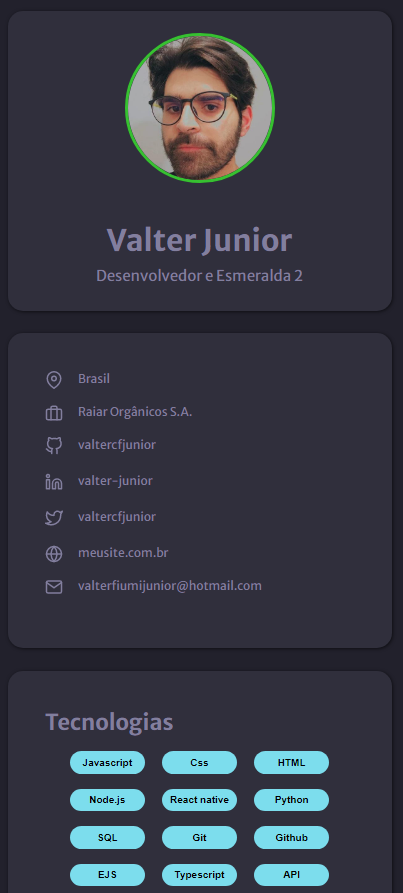 Valter Junior
Desenvolvedor e Esmeralda 2
Brasil
Raiar Orgânicos S.A.
valtercfjunior
valter-junior
valtercfjunior
meusite.com.br
valterfiumijunior@hotmail.com
Tecnologias
Javascript Css HTML
Node.js React native Python
SQL Git Github
EJS Typescript API